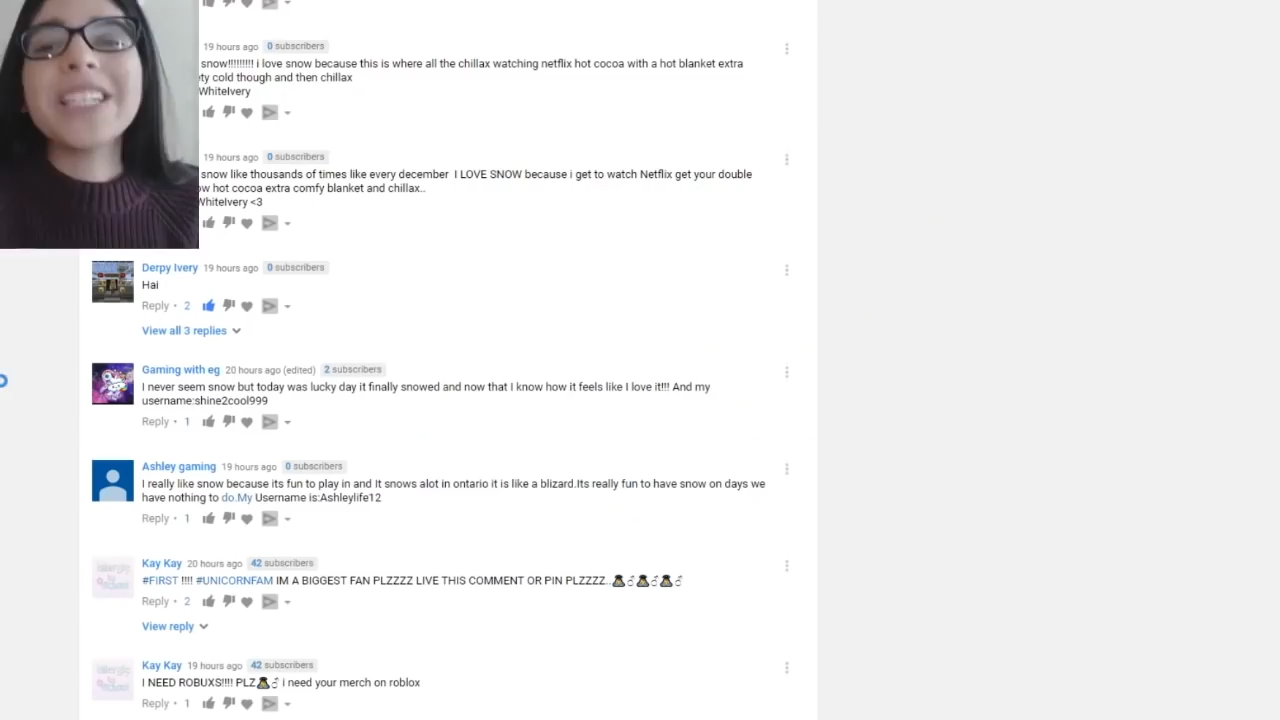 19 hours ago 0 subscribers
snow!!!!!!!!! i love snow because this is where all the chillax watching netflix hot cocoa with a hot blanket extra
ty cold though and then chillax
WhiteIvery
19 hours ago 0 subscribers
snow like thousands of times like every december I LOVE SNOW because i get to watch Netflix get your double
ow hot cocoa extra comfy blanket and chillax..
WhiteIvery <3
Derpy Ivery 19 hours ago 0 subscribers
Hai
Reply • 2
View all 3 replies
Gaming with eg 20 hours ago (edited) 2 subscribers
I never seem snow but today was lucky day it finally snowed and now that I know how it feels like I love it!!! And my
username:shine2cool999
Reply • 1
Ashley gaming 19 hours ago 0 subscribers
I really like snow because its fun to play in and It snows alot in ontario it is like a blizard.Its really fun to have snow on days we
have nothing to do.My Username is:Ashleylife12
Reply • 1
Kay Kay 20 hours ago 42 subscribers
#FIRST !!!! #UNICORNFAM IM A BIGGEST FAN PLZZZZ LIVE THIS COMMENT OR PIN PLZZZZ..
Reply • 2
View reply
Kay Kay 19 hours ago 42 subscribers
I NEED ROBUXS!!!! PLZ i need your merch on roblox
Reply • 1